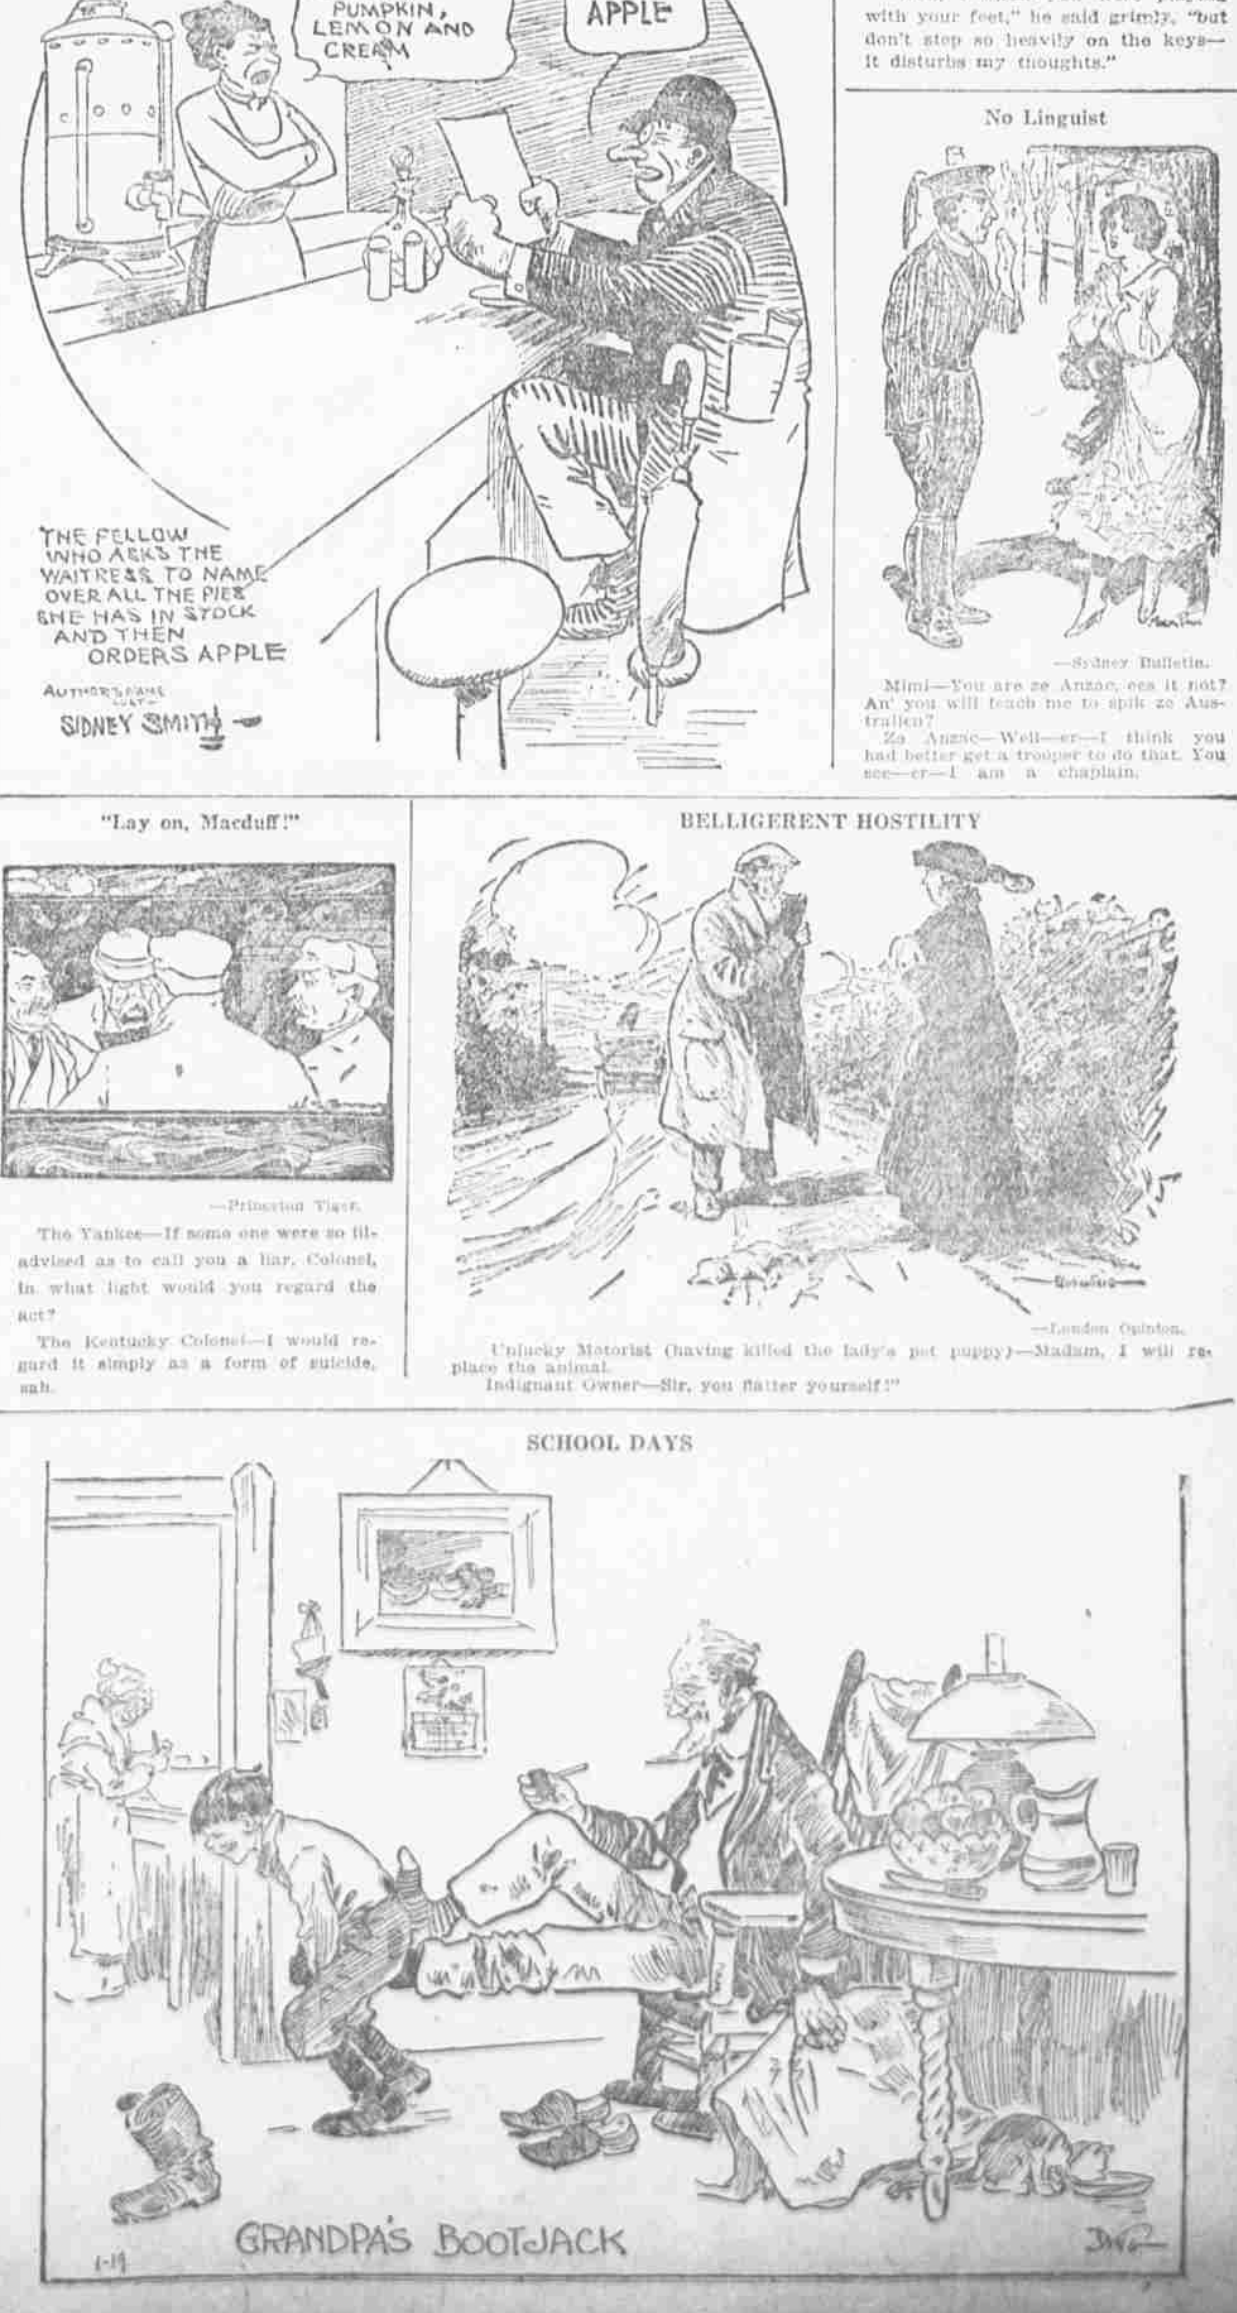 PUMPKIN,
LEMON AND
CREAM
APPLE
with your feet," he said grimly, "but
don't step so heavily on the keys—
it disturbs my thoughts."
No Linguist
THE FELLOW
WHO ASKS THE
WAITRESS TO NAME
OVER ALL THE PIES
SHE HAS IN STOCK
AND THEN
ORDERS APPLE
AUTHOR'S NAME
SIDNEY SMITH
—Sydney Bulletin.
Mimi—You are ze Anzac, ees it not?
An' you will teach me to spik ze Aus-
tralien?
Ze Anzac—Well—er—I think you
had better get a trooper to do that. You
see—er—I am a chaplain.
"Lay on, Macduff!"
—Princeton Tiger.
The Yankee—If some one were so ill-
advised as to call you a liar, Colonel,
in what light would you regard the
act?
The Kentucky Colonel—I would re-
gard it simply as a form of suicide,
sah.
BELLIGERENT HOSTILITY
—London Opinion.
Unlucky Motorist (having killed the lady's pet puppy)—Madam, I will re-
place the animal.
Indignant Owner—Sir, you flatter yourself!"
SCHOOL DAYS
GRANDPA'S BOOTJACK
1-19